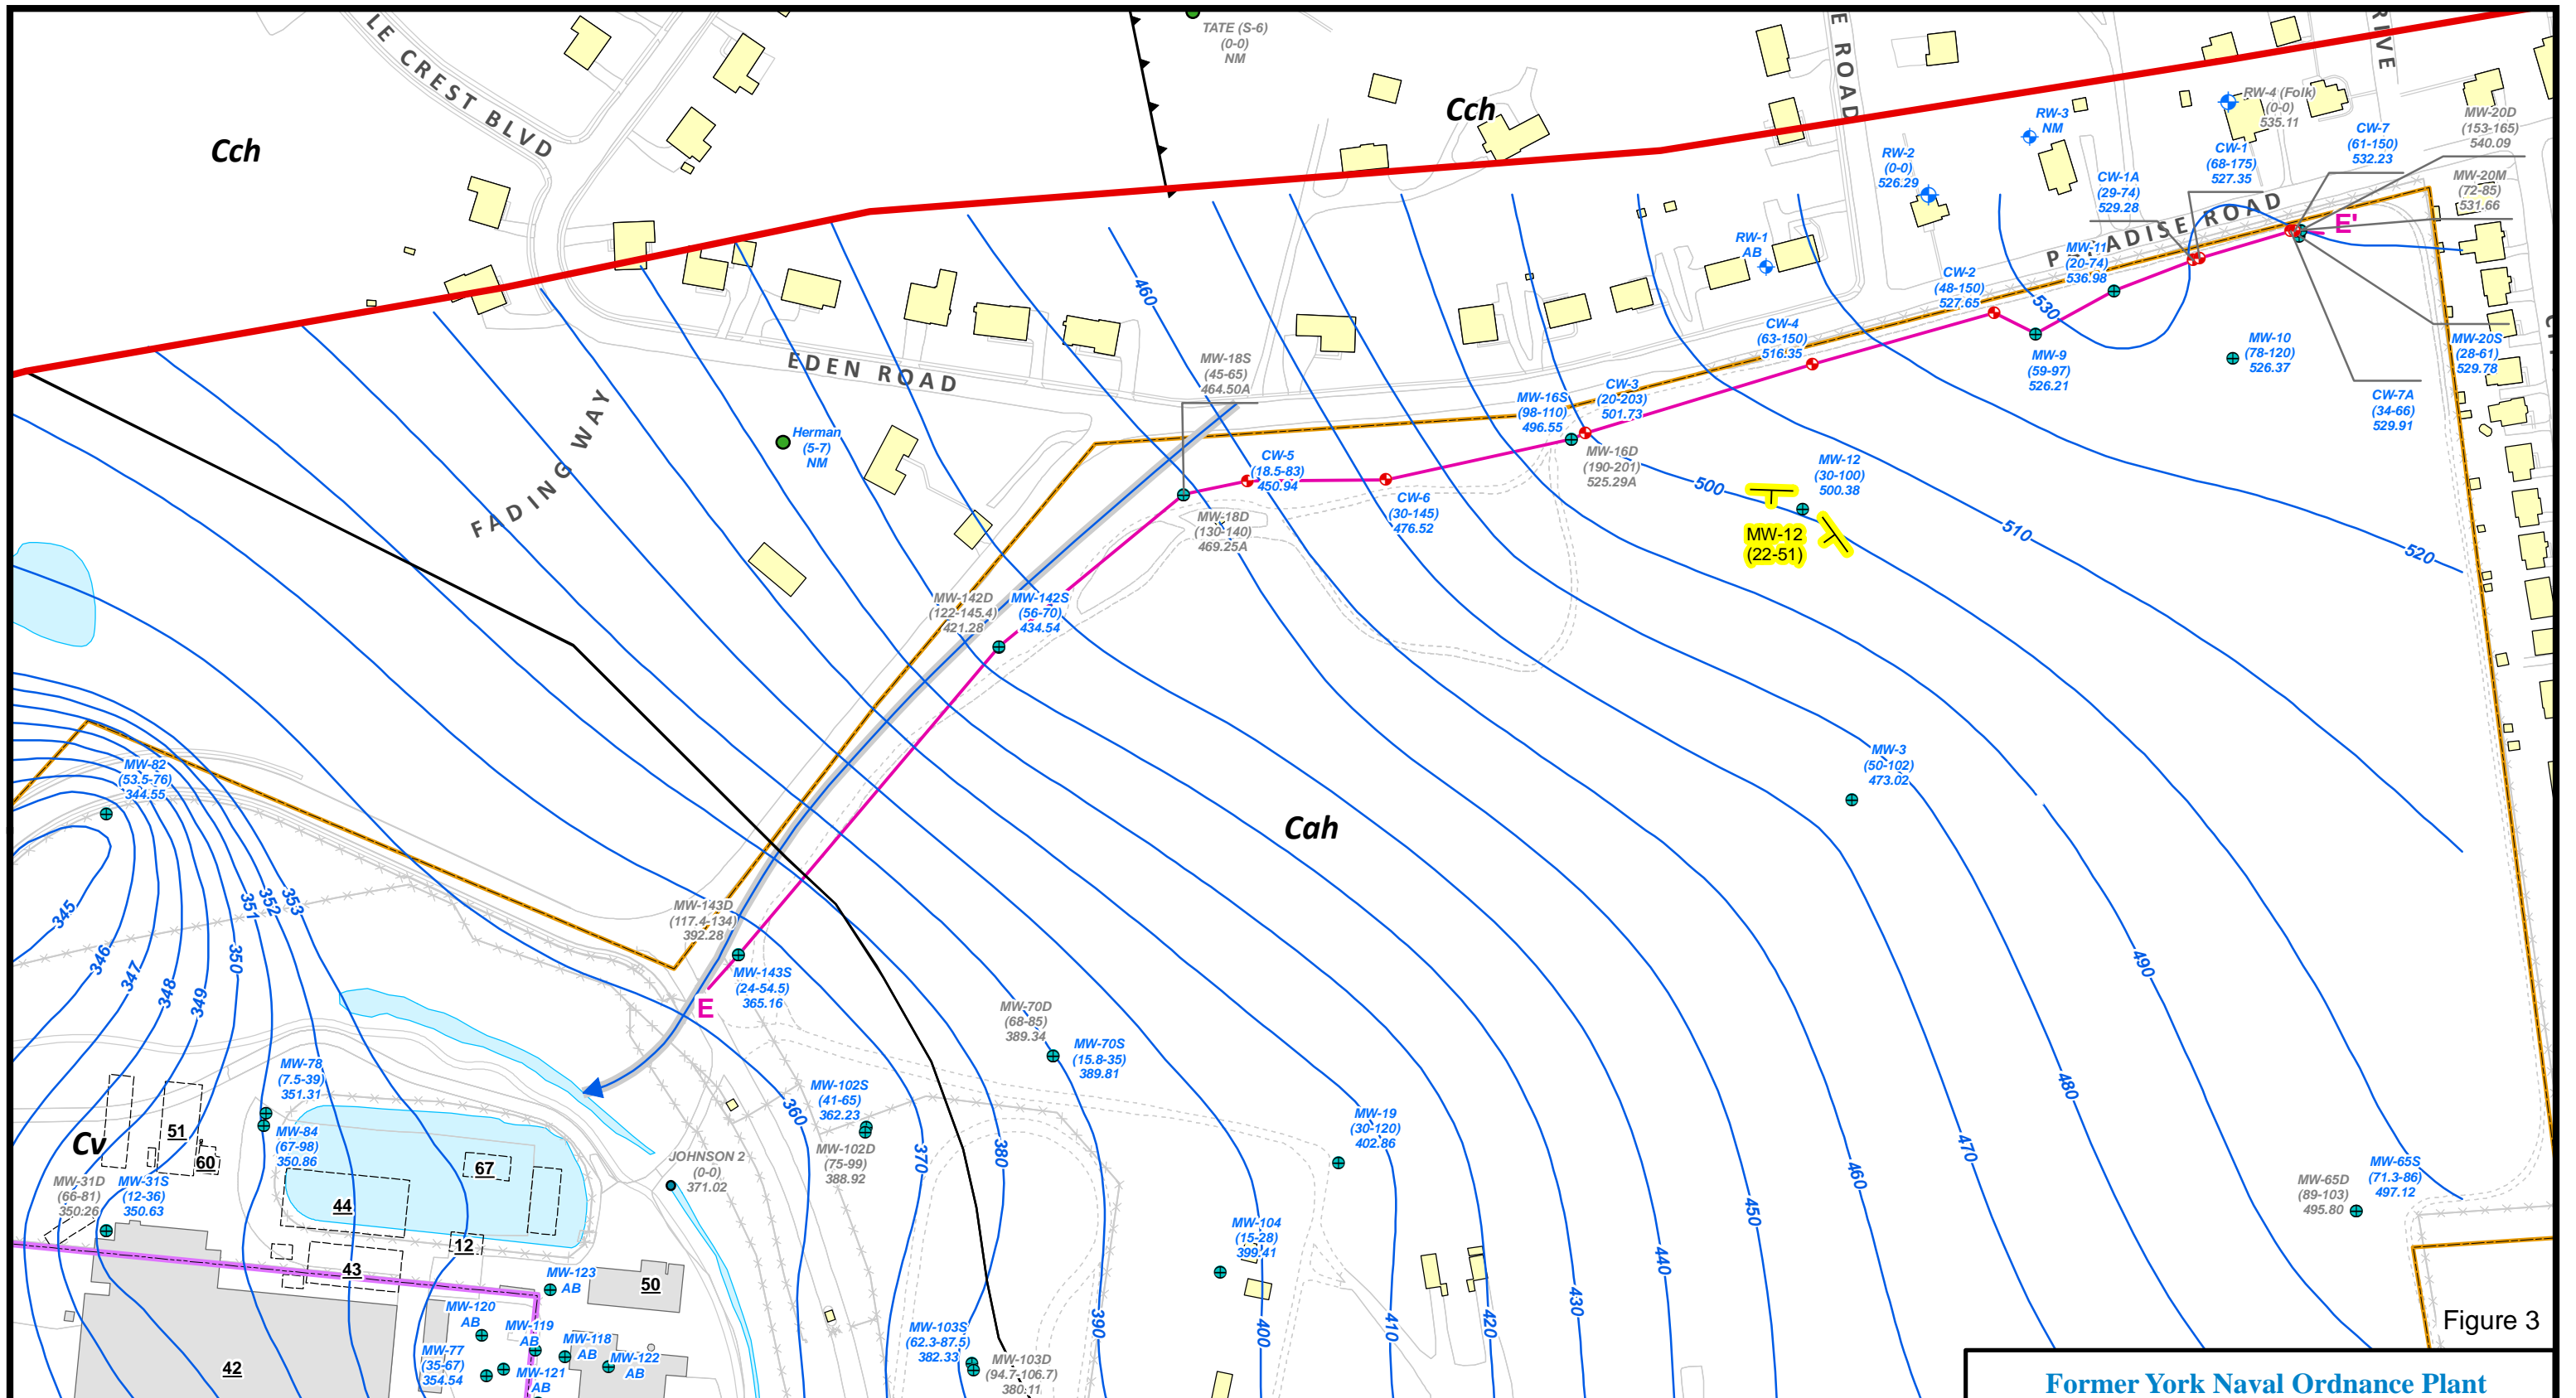 TATE (S-6)
(0-0)
NM
LE CREST BLVD
Cch
Cch
E ROAD
RIVE
RW-4 (Folk)
(0-0)
535.11
RW-3
NM
CW-7
(61-150)
532.23
MW-20D
(153-165)
540.09
RW-2
(0-0)
526.29
CW-1
(68-175)
527.35
CW-1A
(29-74)
529.28
MW-20M
(72-85)
531.66
RW-1
AB
PARADISE ROAD
E'
MW-11
(20-74)
536.98
CW-2
(48-150)
527.65
460
530
CW-4
(63-150)
516.35
MW-9
(59-97)
526.21
MW-10
(78-120)
526.37
MW-20S
(28-61)
529.78
EDEN ROAD
MW-18S
(45-65)
464.50A
MW-16S
(98-110)
496.55
CW-3
(20-203)
501.73
CW-7A
(34-66)
529.91
FADING WAY
Herman
(5-7)
NM
CW-5
(18.5-83)
450.94
MW-16D
(190-201)
525.29A
MW-12
(30-100)
500.38
500
CW-6
(30-145)
476.52
MW-18D
(130-140)
469.25A
MW-12
(22-51)
510
520
MW-142D
(122-145.4)
421.28
MW-142S
(56-70)
434.54
MW-82
(53.5-76)
344.55
MW-3
(50-102)
473.02
Cah
345
346
347
348
349
350
351
352
353
MW-143D
(117.4-134)
392.28
MW-143S
(24-54.5)
365.16
E
490
MW-70D
(68-85)
389.34
MW-70S
(15.8-35)
389.81
MW-78
(7.5-39)
351.31
MW-102S
(41-65)
362.23
360
480
MW-19
(30-120)
402.86
Cv
51
60
MW-84
(67-98)
350.86
67
MW-102D
(75-99)
388.92
370
380
470
460
JOHNSON 2
(0-0)
371.02
MW-31D
(66-81)
350.26
MW-31S
(12-36)
350.63
44
MW-65D
(89-103)
495.80
MW-65S
(71.3-86)
497.12
450
MW-104
(15-28)
399.41
12
43
440
MW-123
AB
50
430
MW-120
AB
MW-119
AB
MW-118
AB
MW-122
AB
MW-103S
(62.3-87.5)
382.33
390
400
410
420
Figure 3
MW-77
(35-67)
354.54
MW-121
AB
42
MW-103D
(94.7-106.7)
380.11
Former York Naval Ordnance Plant